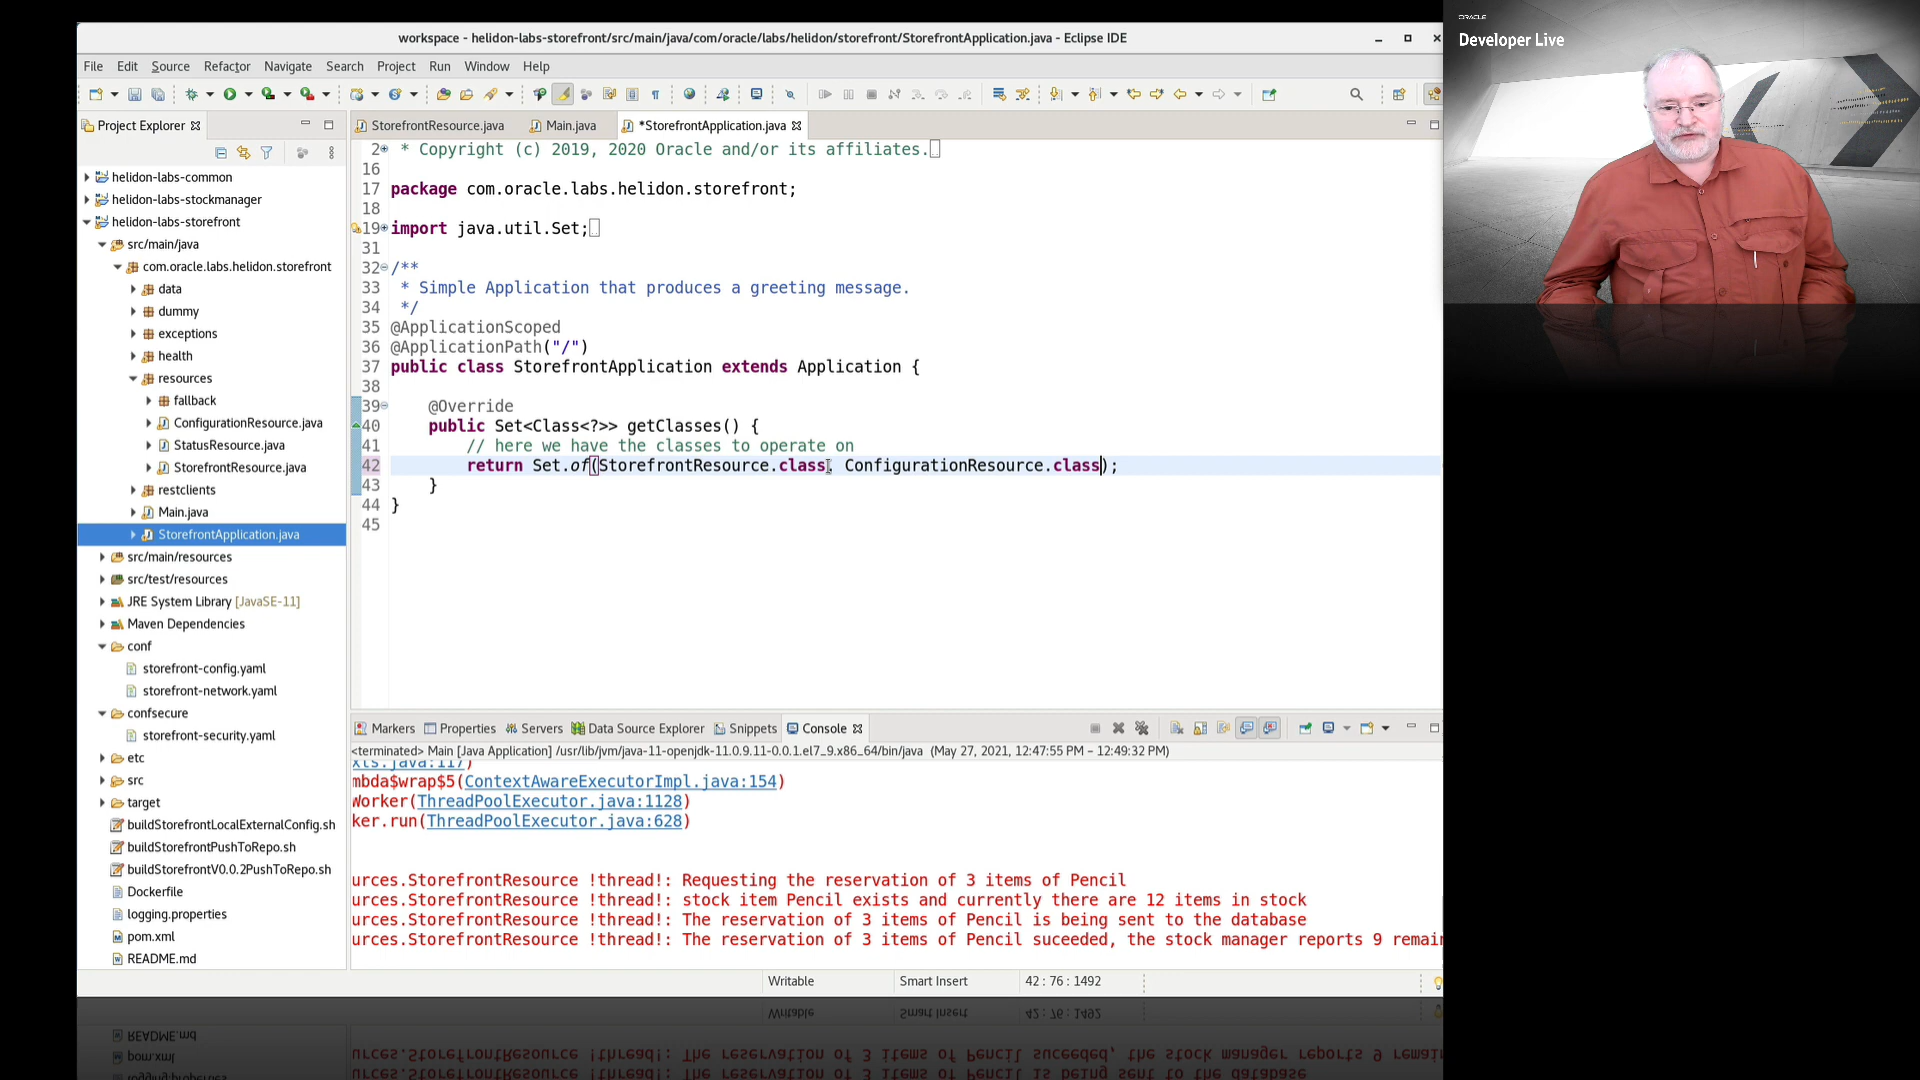 ORACLE
Developer Live
workspace - helidon-labs-storefront/src/main/java/com/oracle/labs/helidon/storefront/StorefrontApplication.java - Eclipse IDE
File Edit Source Refactor Navigate Search Project Run Window Help
Project Explorer
helidon-labs-common
helidon-labs-stockmanager
helidon-labs-storefront
src/main/java
com.oracle.labs.helidon.storefront
data
dummy
exceptions
health
resources
fallback
ConfigurationResource.java
StatusResource.java
StorefrontResource.java
restclients
Main.java
StorefrontApplication.java
src/main/resources
src/test/resources
JRE System Library [JavaSE-11]
Maven Dependencies
conf
storefront-config.yaml
storefront-network.yaml
confsecure
storefront-security.yaml
etc
src
target
buildStorefrontLocalExternalConfig.sh
buildStorefrontPushToRepo.sh
buildStorefrontV0.0.2PushToRepo.sh
Dockerfile
logging.properties
pom.xml
README.md
StorefrontResource.java Main.java *StorefrontApplication.java
2 * Copyright (c) 2019, 2020 Oracle and/or its affiliates.
16
17 package com.oracle.labs.helidon.storefront;
18
19 import java.util.Set;
31
32 /**
33 * Simple Application that produces a greeting message.
34 */
35 @ApplicationScoped
36 @ApplicationPath("/")
37 public class StorefrontApplication extends Application {
38
39 @Override
40 public Set<Class<?>> getClasses() {
41 // here we have the classes to operate on
42 return Set.of(StorefrontResource.class, ConfigurationResource.class);
43 }
44 }
45
Markers Properties Servers Data Source Explorer Snippets Console
<terminated> Main [Java Application] /usr/lib/jvm/java-11-openjdk-11.0.9.11-0.0.1.el7_9.x86_64/bin/java (May 27, 2021, 12:47:55 PM – 12:49:32 PM)
xts.java:117)
mbda$wrap$5(ContextAwareExecutorImpl.java:154)
Worker(ThreadPoolExecutor.java:1128)
ker.run(ThreadPoolExecutor.java:628)
urces.StorefrontResource !thread!: Requesting the reservation of 3 items of Pencil
urces.StorefrontResource !thread!: stock item Pencil exists and currently there are 12 items in stock
urces.StorefrontResource !thread!: The reservation of 3 items of Pencil is being sent to the database
urces.StorefrontResource !thread!: The reservation of 3 items of Pencil suceeded, the stock manager reports 9 remain
Writable Smart Insert 42 : 76 : 1492